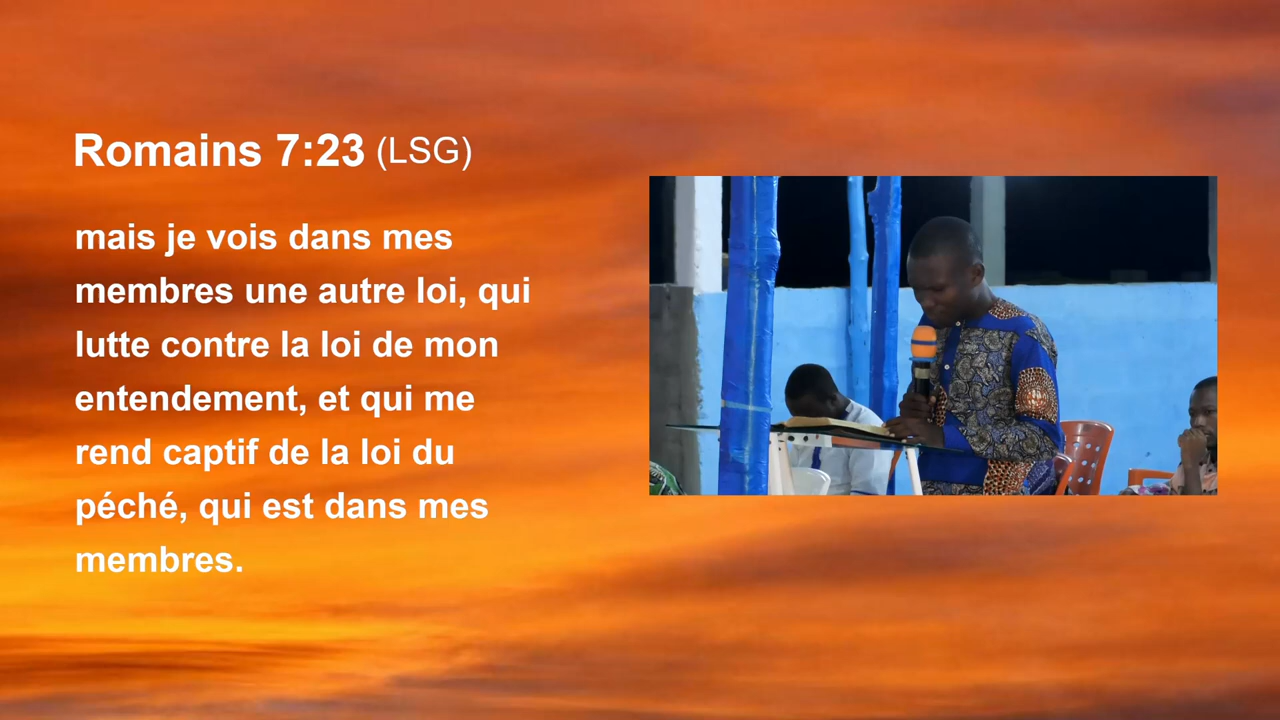 Romains 7:23 (LSG)
mais je vois dans mes
membres une autre loi, qui
lutte contre la loi de mon
entendement, et qui me
rend captif de la loi du
péché, qui est dans mes
membres.